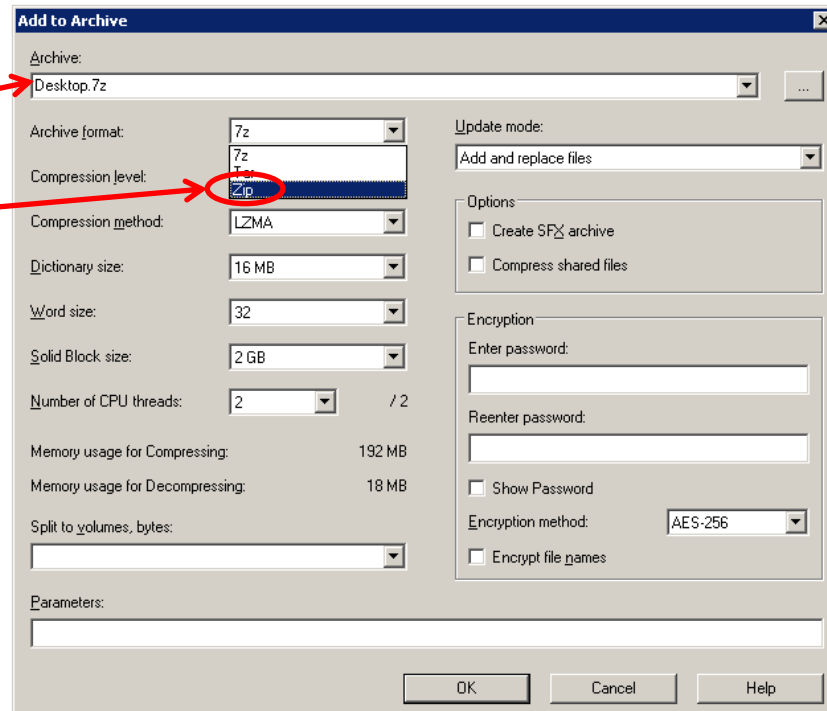 Add to Archive
Archive:
Desktop.7z
...
Archive format:
7z
7z
Tar
Zip
Compression level:
Compression method:
LZMA
Dictionary size:
16 MB
Word size:
32
Solid Block size:
2 GB
Number of CPU threads:
2
/ 2
Memory usage for Compressing:
192 MB
Memory usage for Decompressing:
18 MB
Split to volumes, bytes:
Update mode:
Add and replace files
Options
Create SFX archive
Compress shared files
Encryption
Enter password:
Reenter password:
Show Password
Encryption method:
AES-256
Encrypt file names
Parameters:
OK
Cancel
Help